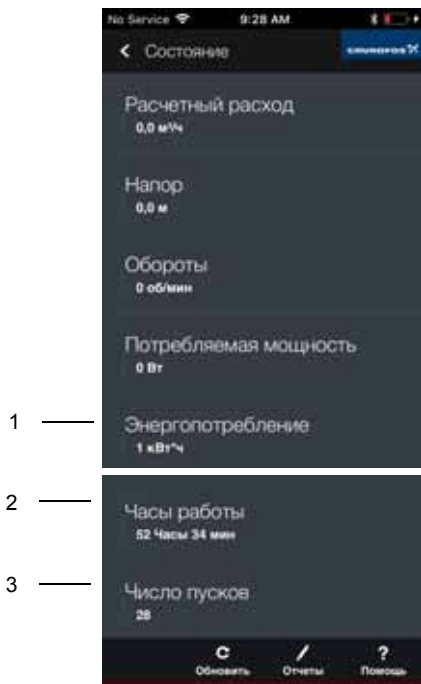 No Service 9:28 AM
Состояние GRUNDFOS
Расчетный расход
0,0 м³/ч
Напор
0,0 м
Обороты
0 об/мин
Потребляемая мощность
0 Вт
1 Энергопотребление
1 кВт*ч
2 Часы работы
52 Часы 34 мин
3 Число пусков
28
Обновить Отчеты Помощь